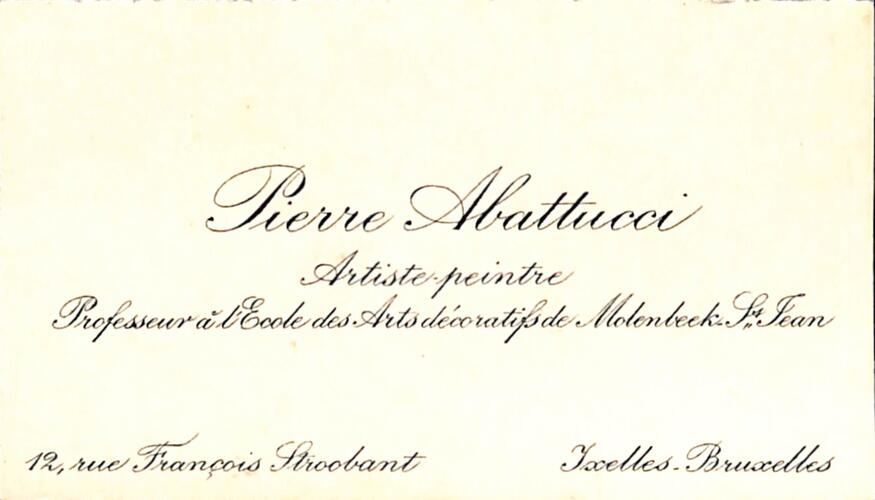 Pierre Abattucci
Artiste-peintre
Professeur à l'Ecole des Arts décoratifs de Molenbeek-St. Jean
12, rue François Stroobant
Ixelles-Bruxelles